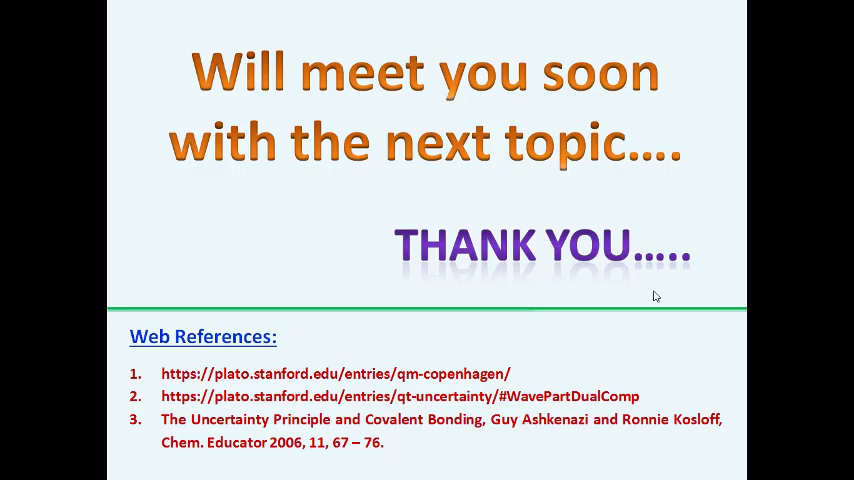 Will meet you soon
with the next topic....
THANK YOU.....
Web References:
1. https://plato.stanford.edu/entries/qm-copenhagen/
2. https://plato.stanford.edu/entries/qt-uncertainty/#WavePartDualComp
3. The Uncertainty Principle and Covalent Bonding, Guy Ashkenazi and Ronnie Kosloff,
Chem. Educator 2006, 11, 67 – 76.